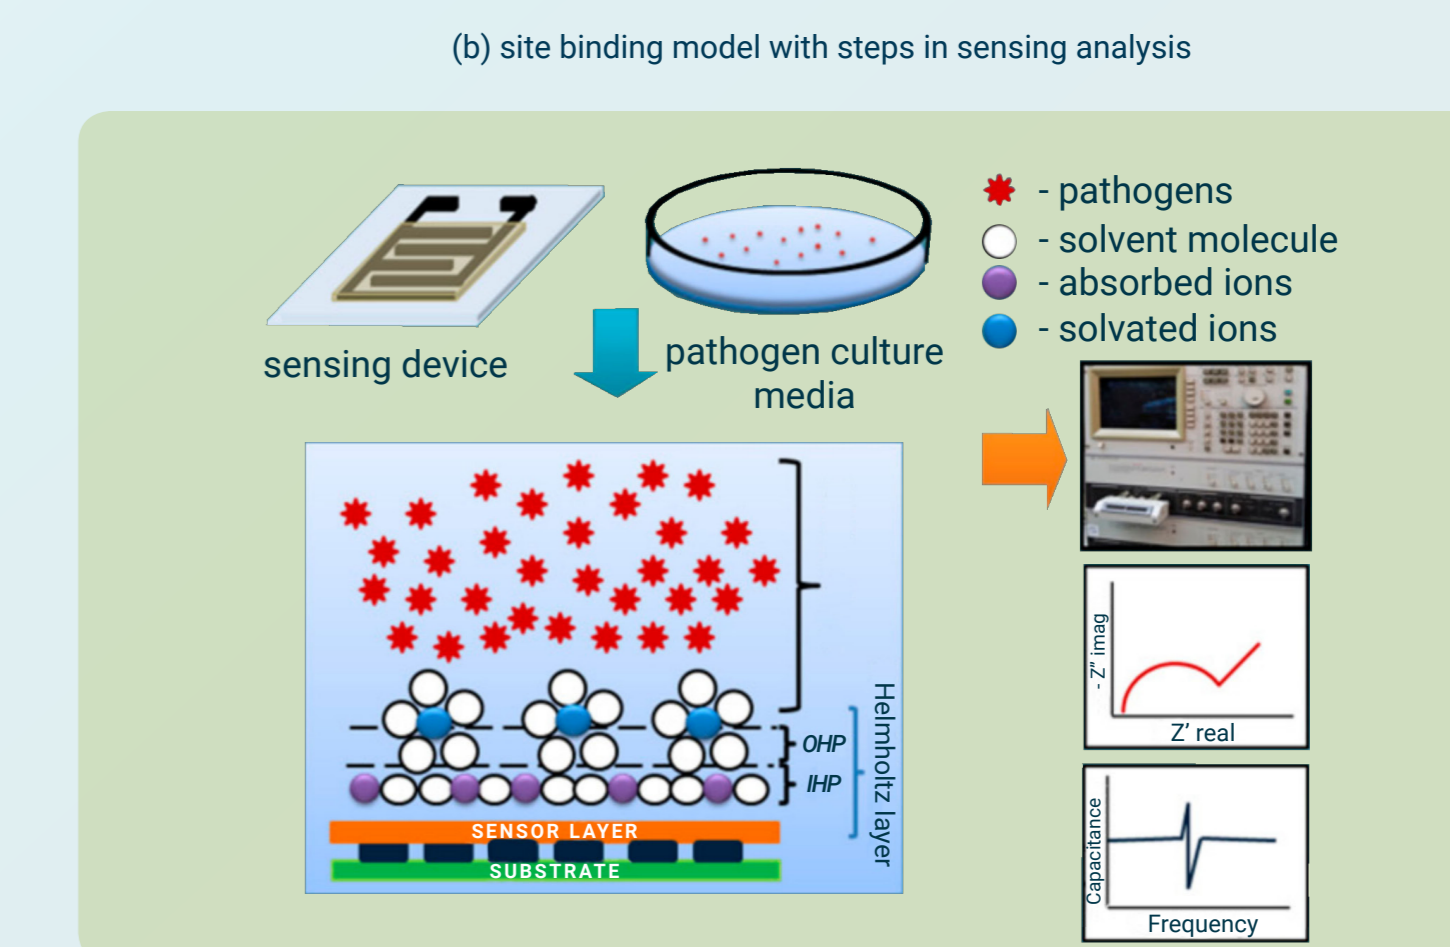 (b) site binding model with steps in sensing analysis
- pathogens
- solvent molecule
- absorbed ions
- solvated ions
sensing device
pathogen culture
media
OHP
IHP
Helmholtz layer
SENSOR LAYER
SUBSTRATE
- Z” imag
Z’ real
Capacitance
Frequency